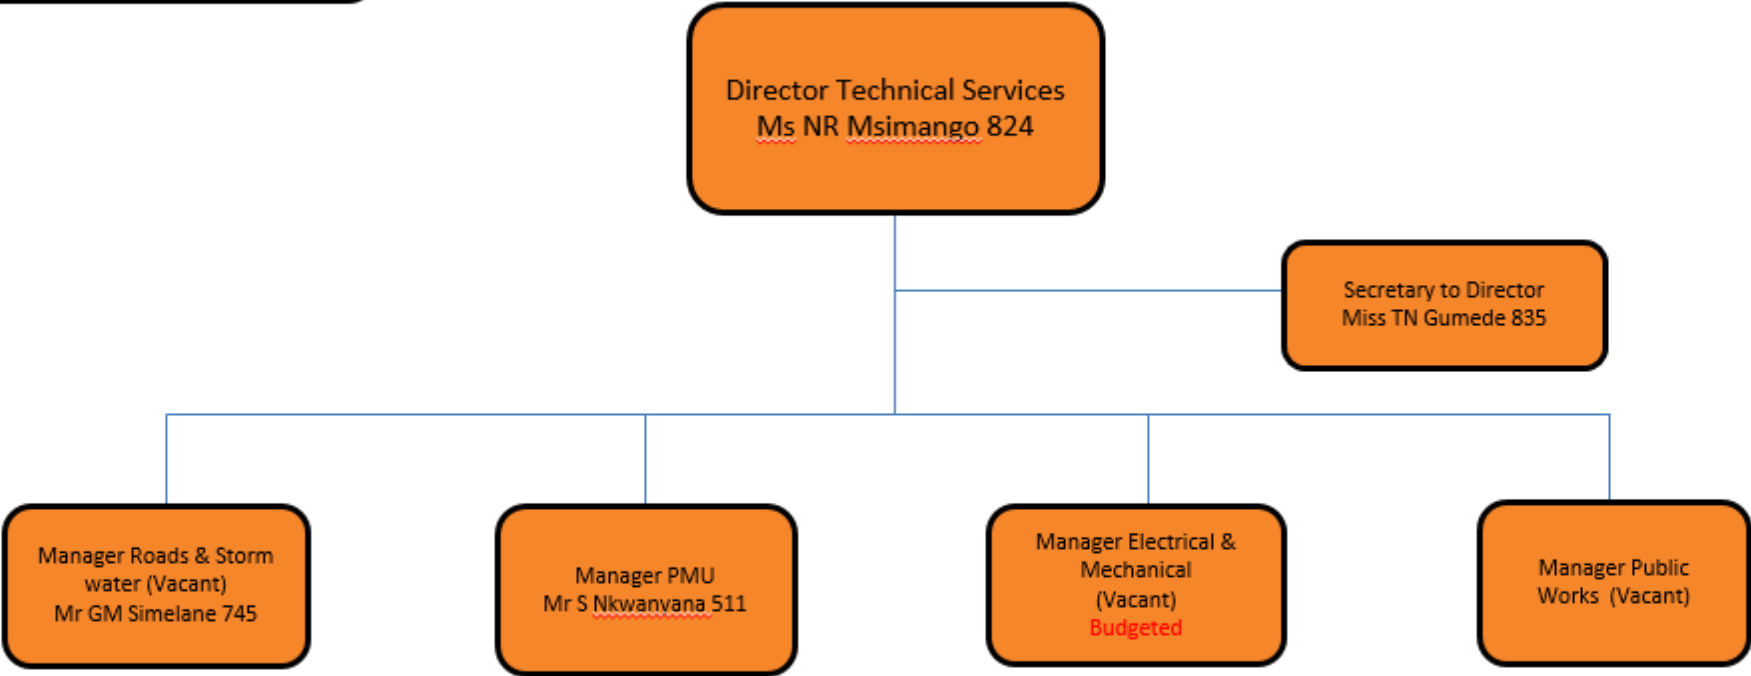 Director Technical Services
Ms NR Msimango 824
Secretary to Director
Miss TN Gumede 835
Manager Roads & Storm
water (Vacant)
Mr GM Simelane 745
Manager PMU
Mr S Nkwanvana 511
Manager Electrical &
Mechanical
(Vacant)
Budgeted
Manager Public
Works (Vacant)